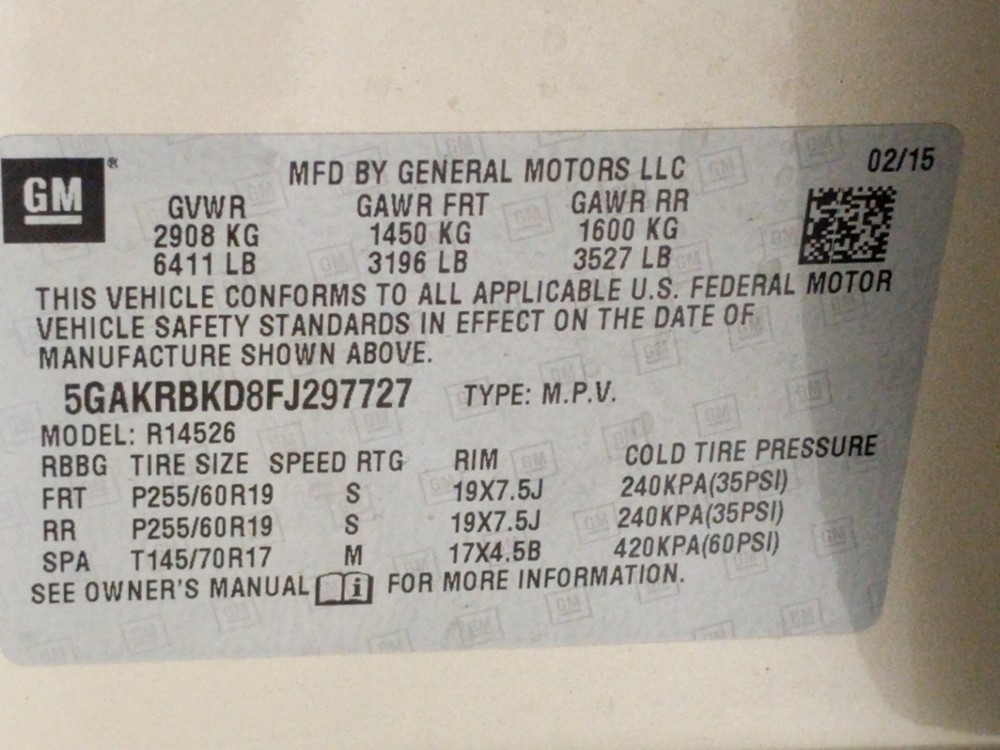 GM®
MFD BY GENERAL MOTORS LLC 02/15
GVWR GAWR FRT GAWR RR
2908 KG 1450 KG 1600 KG
6411 LB 3196 LB 3527 LB
THIS VEHICLE CONFORMS TO ALL APPLICABLE U.S. FEDERAL MOTOR
VEHICLE SAFETY STANDARDS IN EFFECT ON THE DATE OF
MANUFACTURE SHOWN ABOVE.
5GAKRBKD8FJ297727 TYPE: M.P.V.
MODEL: R14526
RBBG TIRE SIZE SPEED RTG RIM COLD TIRE PRESSURE
FRT P255/60R19 S 19X7.5J 240KPA(35PSI)
RR P255/60R19 S 19X7.5J 240KPA(35PSI)
SPA T145/70R17 M 17X4.5B 420KPA(60PSI)
SEE OWNER'S MANUAL i FOR MORE INFORMATION.